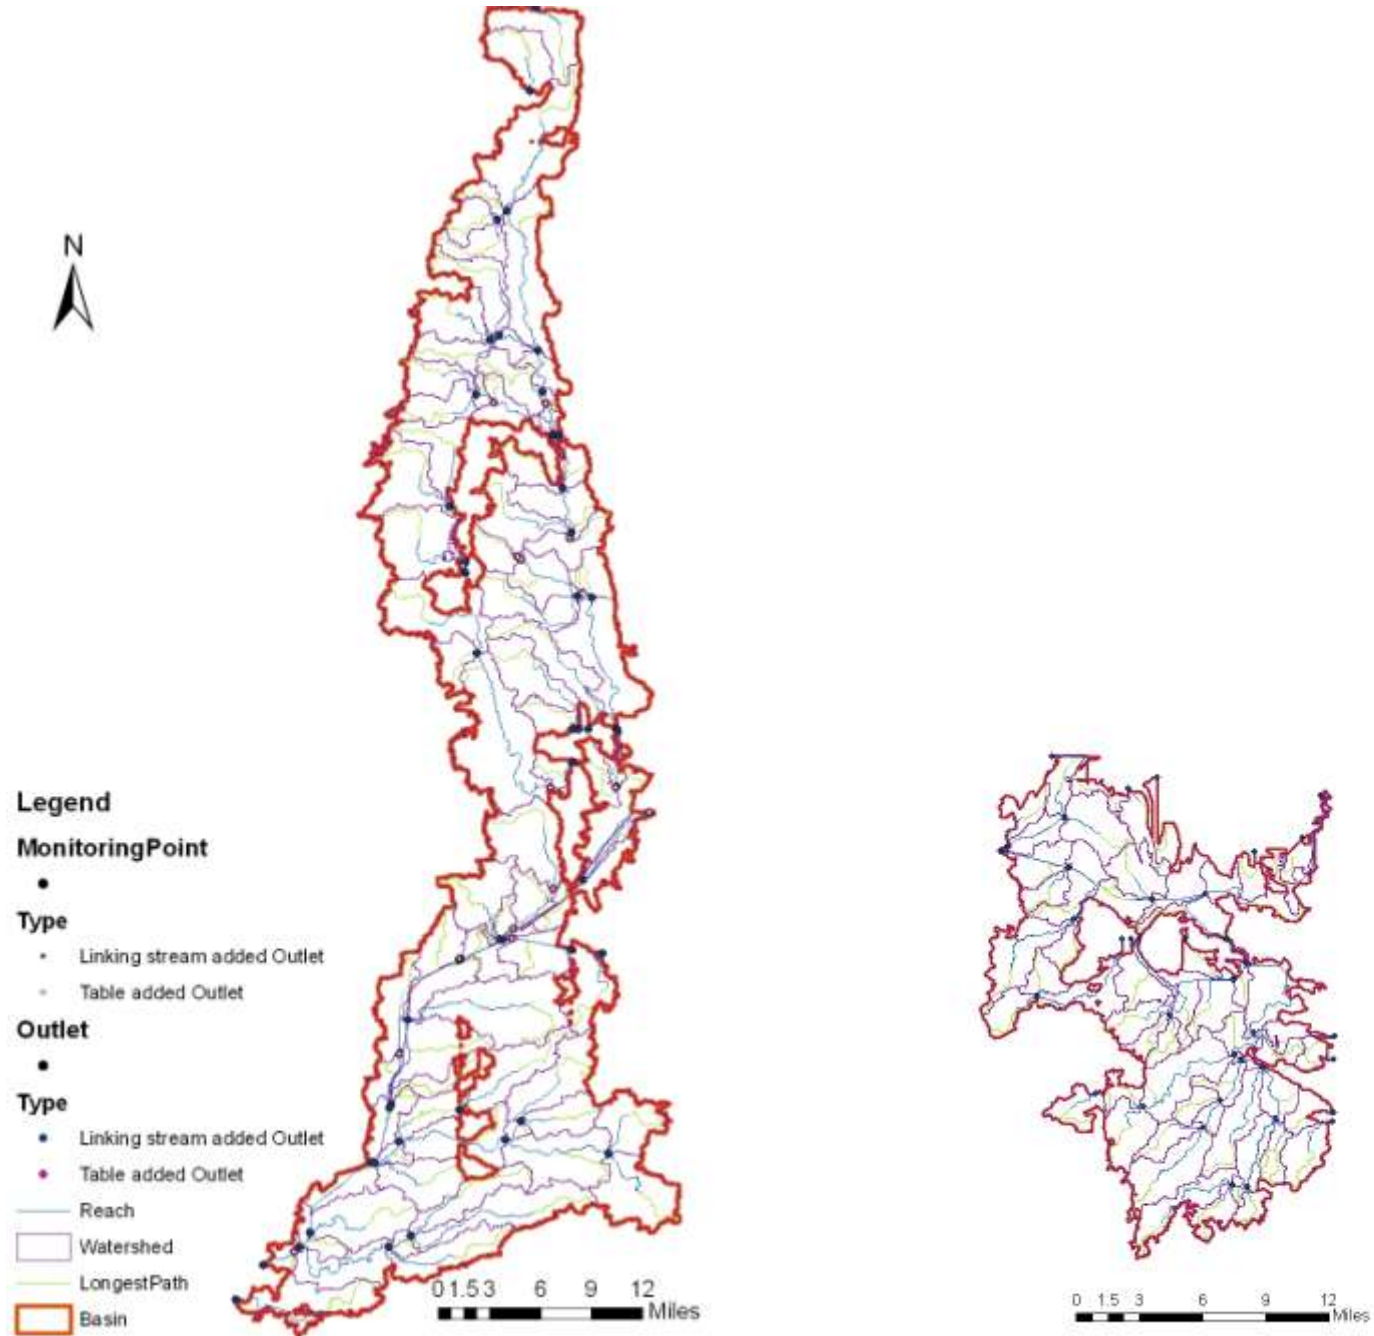 N
Legend
MonitoringPoint
Type
Linking stream added Outlet
Table added Outlet
Outlet
Type
Linking stream added Outlet
Table added Outlet
Reach
Watershed
LongestPath
Basin
0 1.5 3 6 9 12
Miles
0 1.5 3 6 9 12
Miles